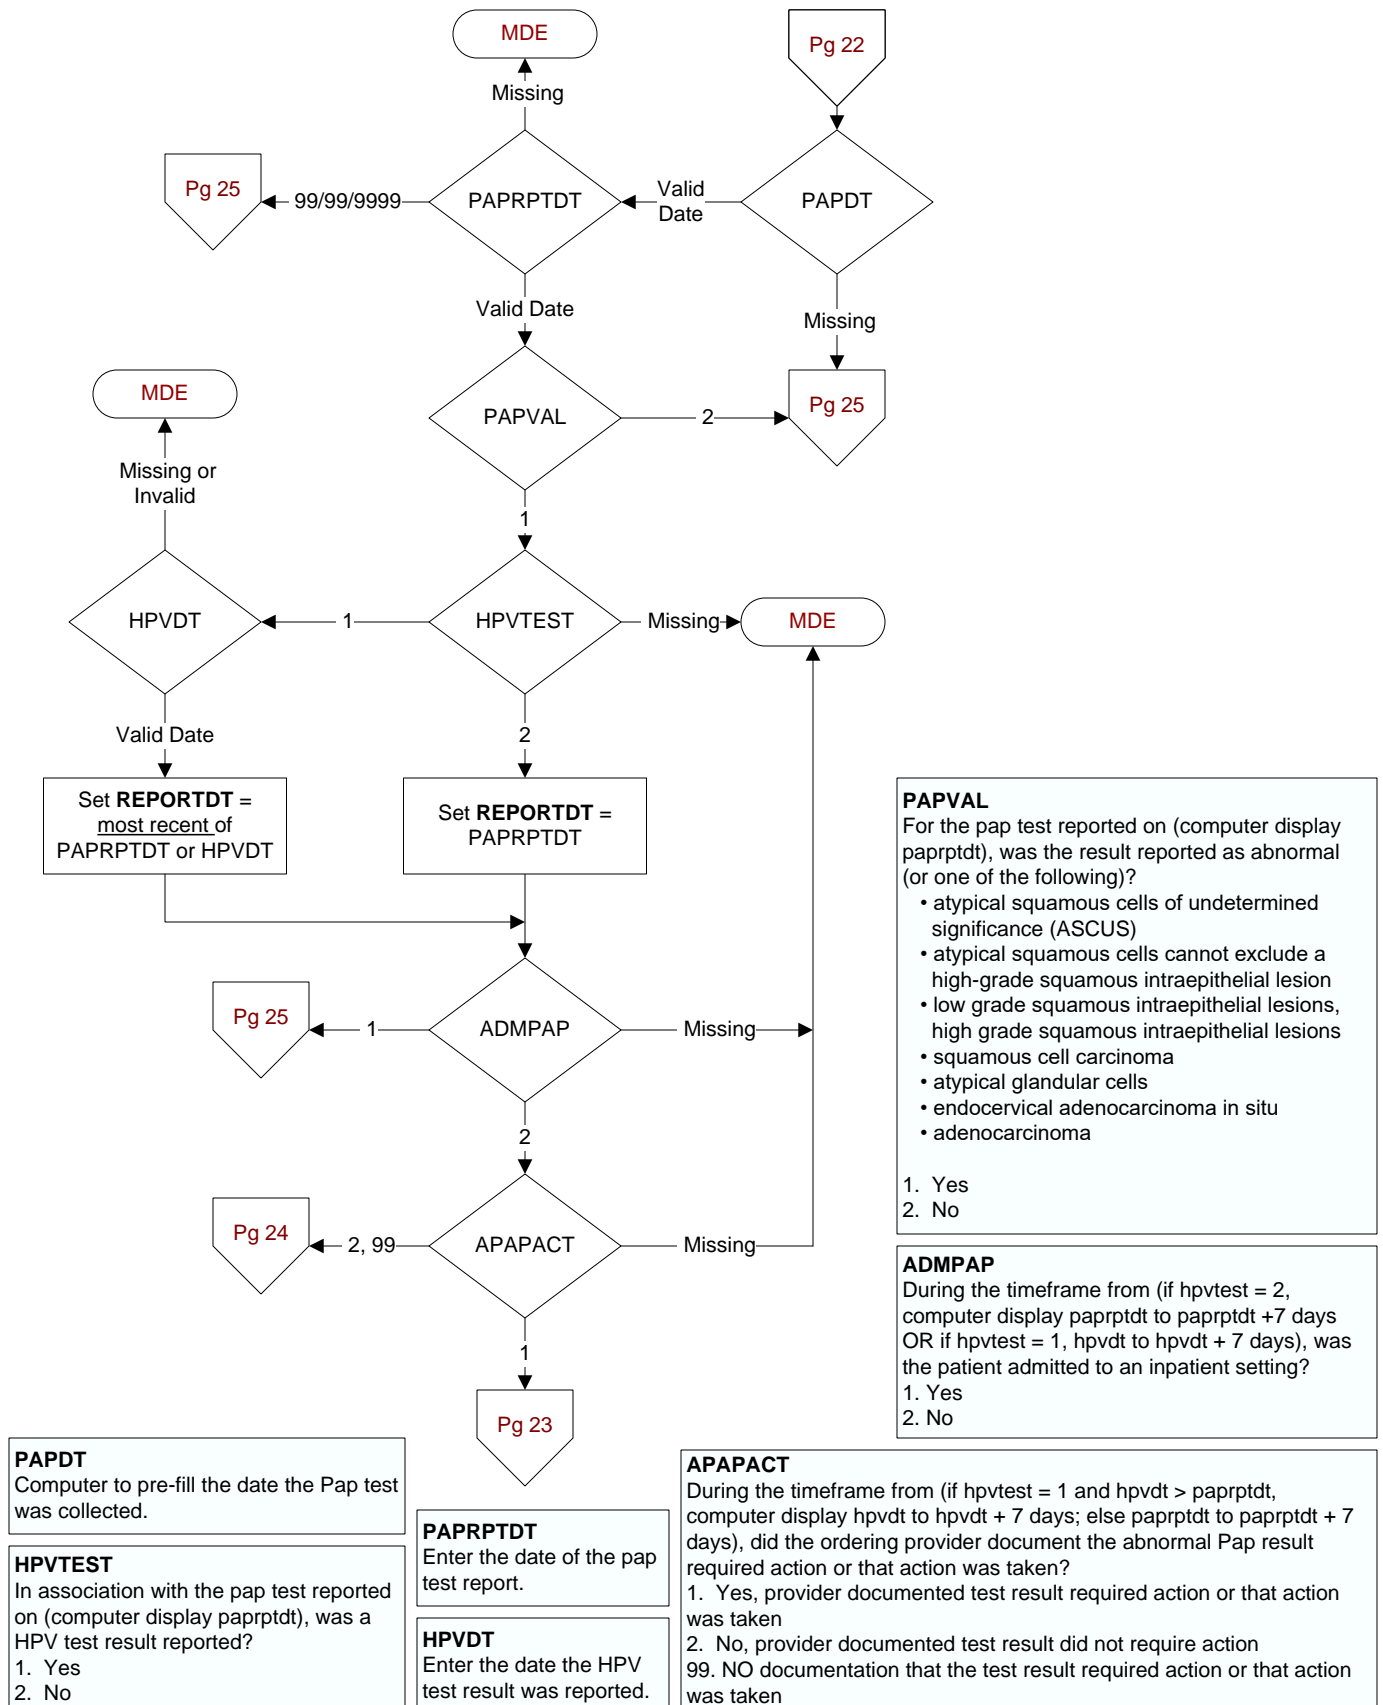 MDE
Pg 22
Missing
Pg 25
99/99/9999
PAPRPTDT
Valid
Date
PAPDT
Valid Date
Missing
MDE
PAPVAL
2
Pg 25
Missing or
Invalid
1
HPVDT
1
HPVTEST
Missing
MDE
Valid Date
2
Set REPORTDT =
most recent of
PAPRPTDT or HPVDT
Set REPORTDT =
PAPRPTDT
Pg 25
1
ADMPAP
Missing
2
Pg 24
2, 99
APAPACT
Missing
1
Pg 23
PAPVAL
For the pap test reported on (computer display
paprptdt), was the result reported as abnormal
(or one of the following)?
• atypical squamous cells of undetermined
significance (ASCUS)
• atypical squamous cells cannot exclude a
high-grade squamous intraepithelial lesion
• low grade squamous intraepithelial lesions,
high grade squamous intraepithelial lesions
• squamous cell carcinoma
• atypical glandular cells
• endocervical adenocarcinoma in situ
• adenocarcinoma
1. Yes
2. No
ADMPAP
During the timeframe from (if hpvtest = 2,
computer display paprptdt to paprptdt +7 days
OR if hpvtest = 1, hpvdt to hpvdt + 7 days), was
the patient admitted to an inpatient setting?
1. Yes
2. No
PAPDT
Computer to pre-fill the date the Pap test
was collected.
HPVTEST
In association with the pap test reported
on (computer display paprptdt), was a
HPV test result reported?
1. Yes
2. No
PAPRPTDT
Enter the date of the pap
test report.
HPVDT
Enter the date the HPV
test result was reported.
APAPACT
During the timeframe from (if hpvtest = 1 and hpvdt > paprptdt,
computer display hpvdt to hpvdt + 7 days; else paprptdt to paprptdt + 7
days), did the ordering provider document the abnormal Pap result
required action or that action was taken?
1. Yes, provider documented test result required action or that action
was taken
2. No, provider documented test result did not require action
99. NO documentation that the test result required action or that action
was taken